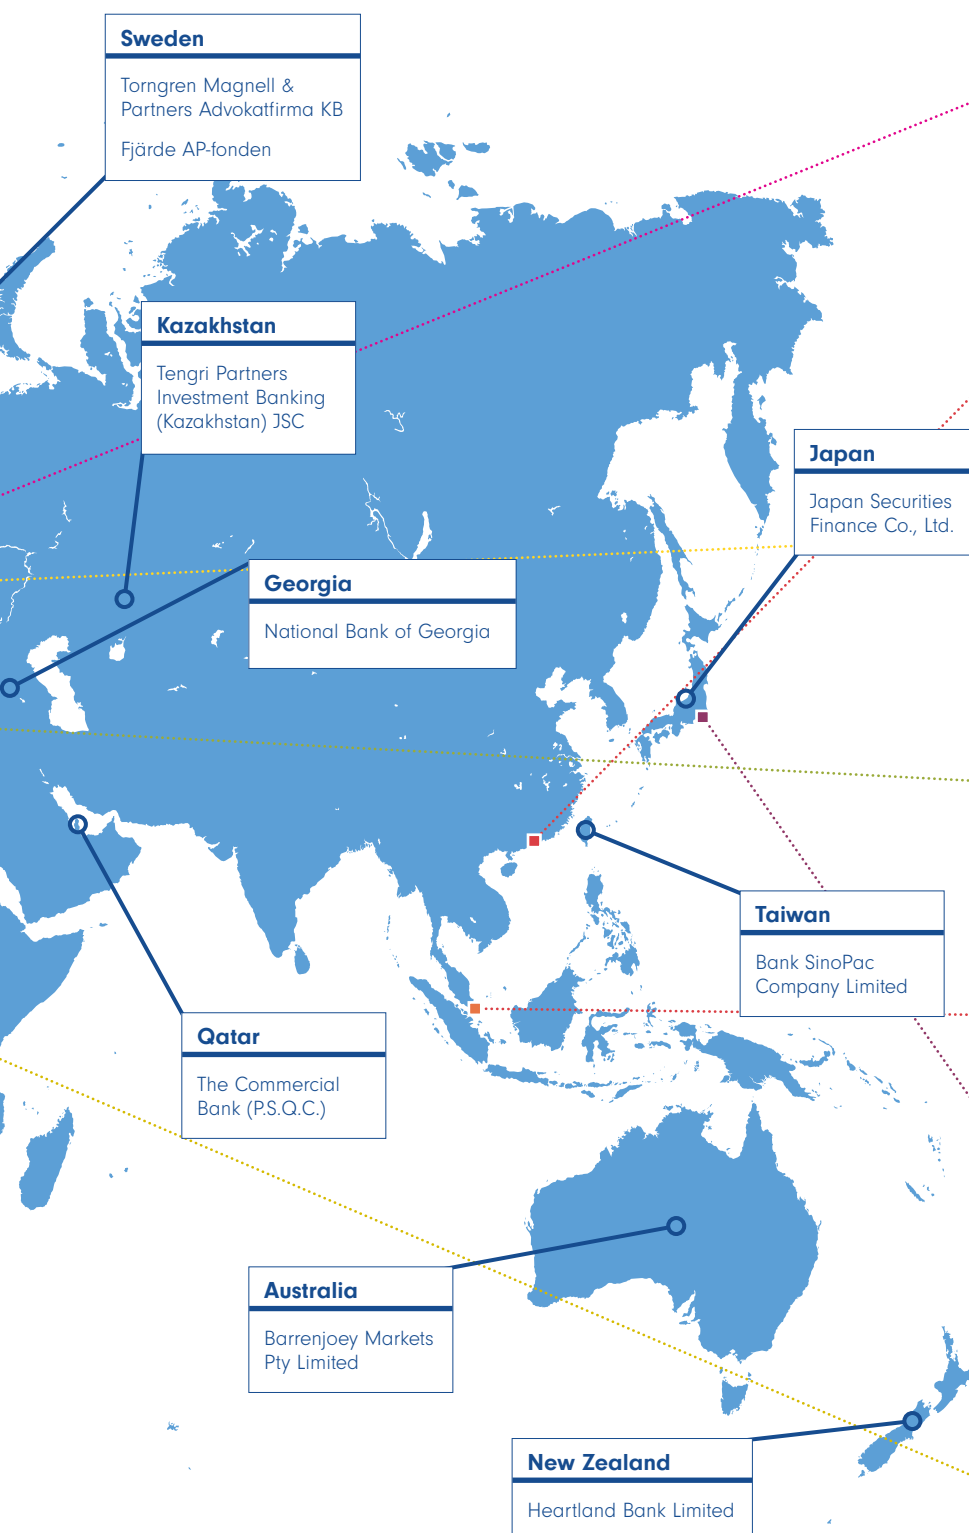 Sweden
Torngren Magnell &
Partners Advokatfirma KB
Fjärde AP-fonden
Kazakhstan
Tengri Partners
Investment Banking
(Kazakhstan) JSC
Japan
Japan Securities
Finance Co., Ltd.
Georgia
National Bank of Georgia
Taiwan
Bank SinoPac
Company Limited
Qatar
The Commercial
Bank (P.S.Q.C.)
Australia
Barrenjoey Markets
Pty Limited
New Zealand
Heartland Bank Limited